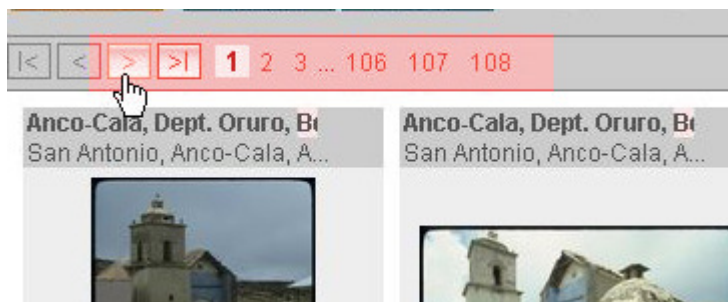 |< < > >| 1 2 3 ... 106 107 108
Anco-Cala, Dept. Oruro, Anco-Cala, Dept. Oruro,
San Antonio, Anco-Cala, A... San Antonio, Anco-Cala, A...